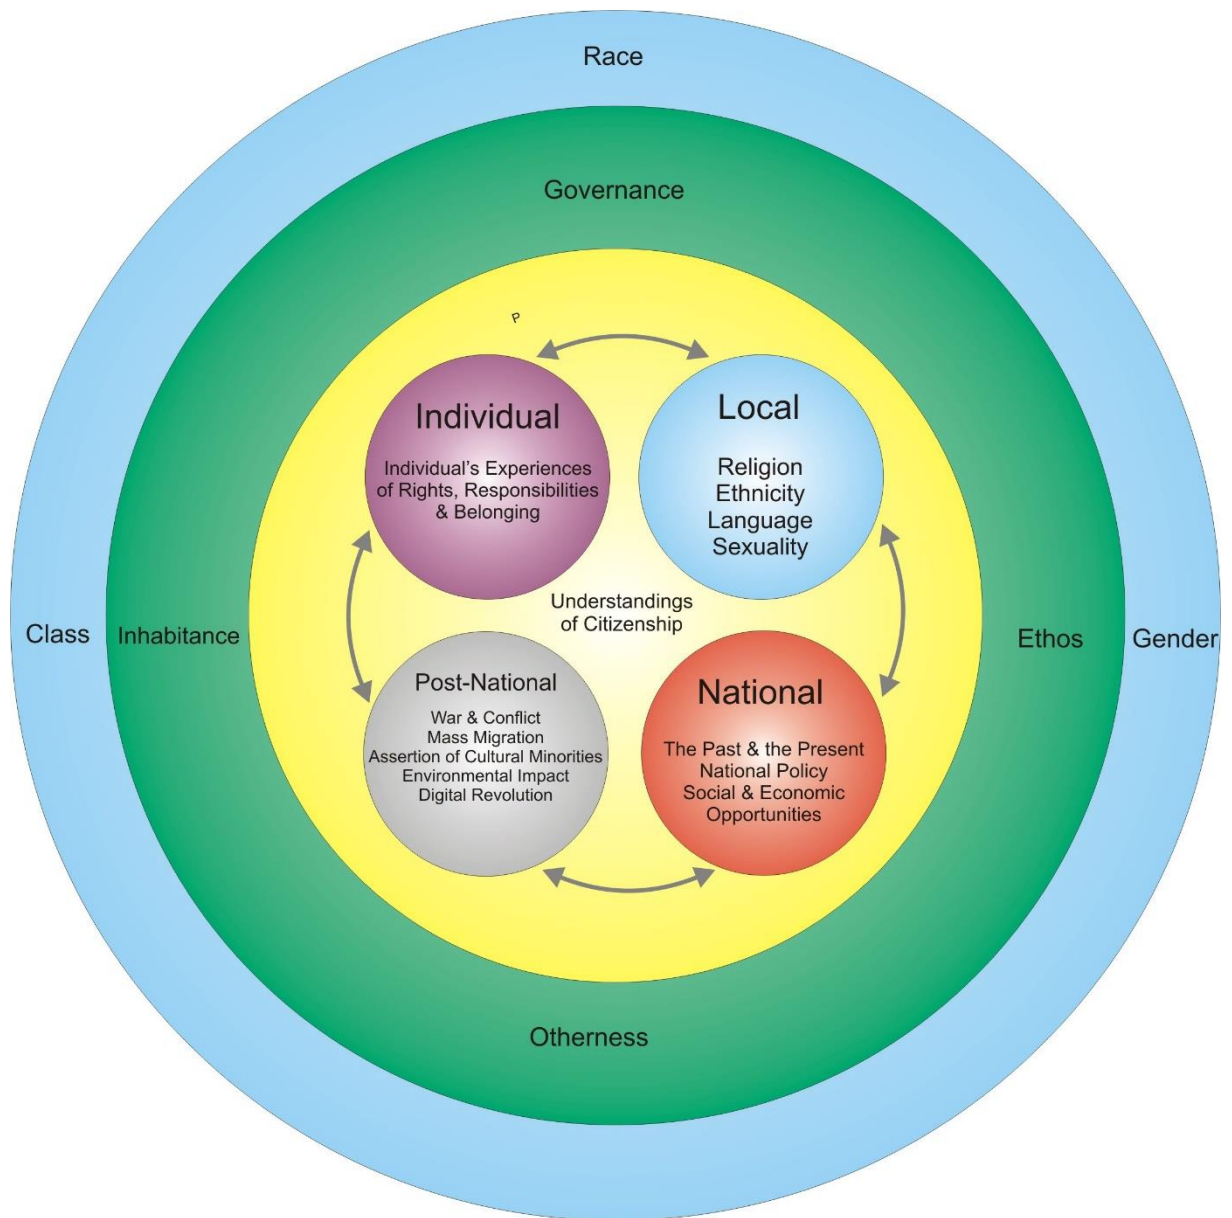 Race
Governance
P
Individual
Individual's Experiences
of Rights, Responsibilities
& Belonging
Local
Religion
Ethnicity
Language
Sexuality
Understandings
of Citizenship
Class
Inhabitance
Ethos
Gender
Post-National
War & Conflict
Mass Migration
Assertion of Cultural Minorities
Environmental Impact
Digital Revolution
National
The Past & the Present
National Policy
Social & Economic
Opportunities
Otherness